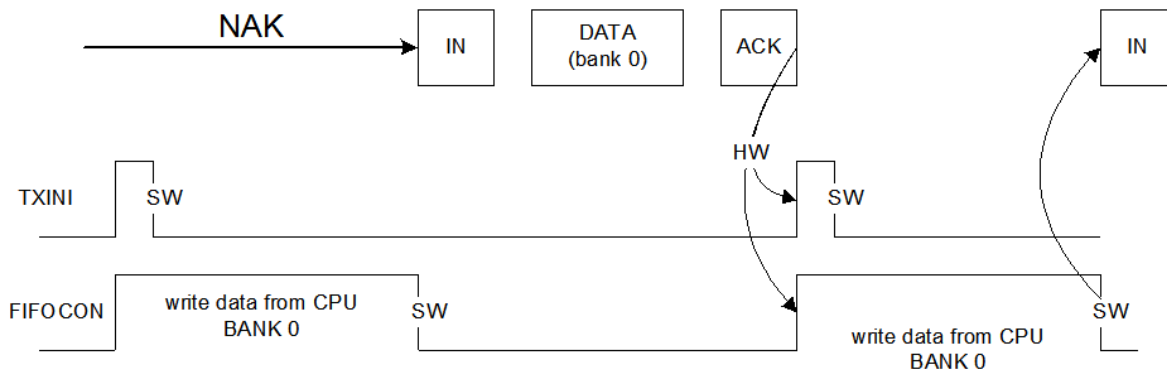 NAK
IN
DATA
(bank 0)
ACK
IN
HW
TXINI
SW
SW
FIFOCON
write data from CPU
BANK 0
SW
write data from CPU
BANK 0
SW